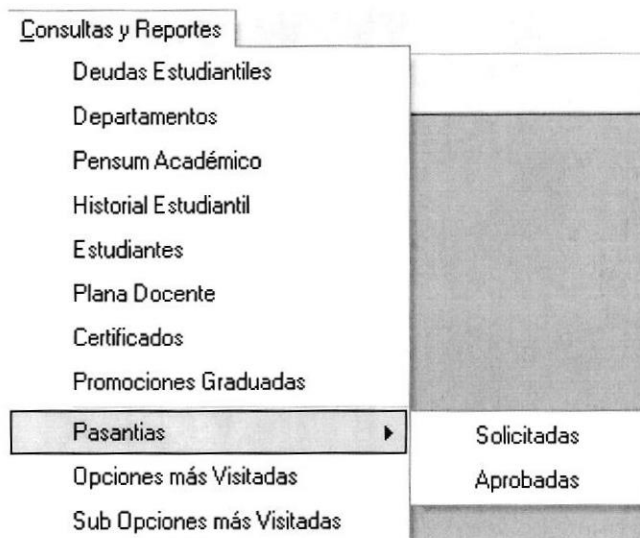 Consultas y Reportes
Deudas Estudiantiles
Departamentos
Pensum Académico
Historial Estudiantil
Estudiantes
Plana Docente
Certificados
Promociones Graduadas
Pasantias
Solicitadas
Opciones más Visitadas
Aprobadas
Sub Opciones más Visitadas